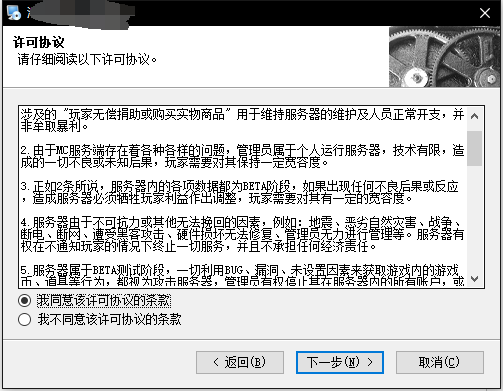 许可协议
请仔细阅读以下许可协议。
涉及的 "玩家无偿捐助或购买实物商品" 用于维持服务器的维护及人员正常开支，并
非牟取暴利。
2.由于MC服务端存在着各种各样的问题，管理员属于个人运行服务器，技术有限，造
成的一切不良或未知后果，玩家需要对其保持一定宽容度。
3.正如2条所说，服务器内的各项数据都为BETA阶段，如果出现任何不良后果或反应
，造成服务器必须牺牲玩家利益作出调整，玩家需要对其有一定的宽容度。
4.服务器由于不可抗力或其他无法挽回的因素，例如：地震、恶劣自然灾害、战争、
断电、断网、遭受黑客攻击、硬件损坏无法修复、管理员无力进行管理等。服务器有
权在不通知玩家的情况下终止一切服务，并且不承担任何经济责任。
5.服务器属于BETA测试阶段，一切利用BUG、漏洞、未设置因素来获取游戏内的游戏
币、道具等行为，都视为攻击服务器，管理员有权停止其在服务器内的所有账户，或
我同意该许可协议的条款
我不同意该许可协议的条款
< 返回(B)
下一步(N) >
取消(C)